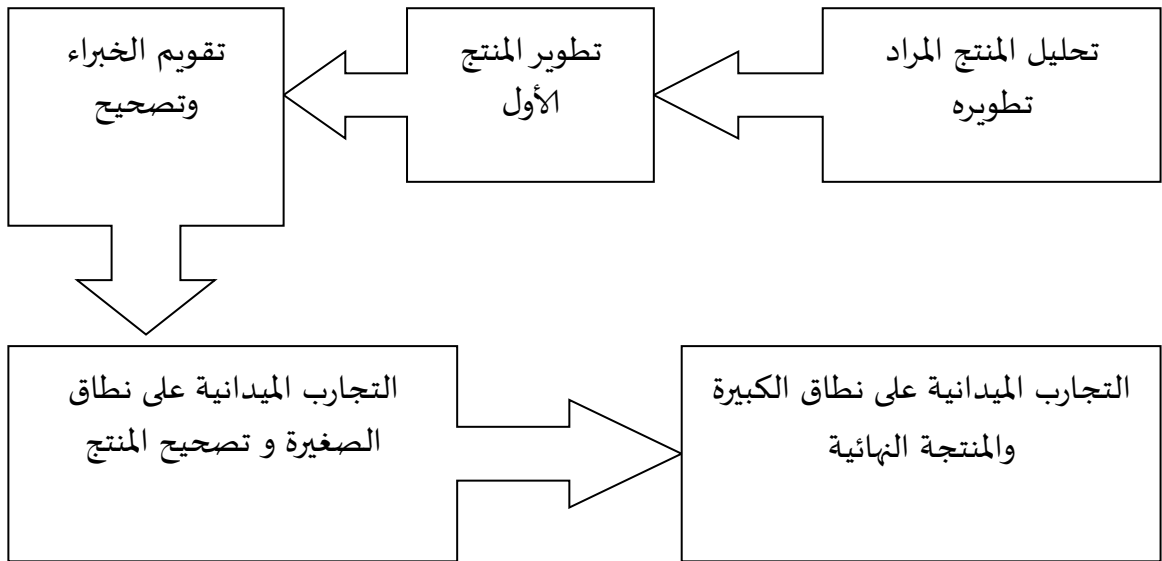 تحليل المنتج المراد
تطويره
تطوير المنتج
الأول
تقويم الخبراء
وتصحيح
التجارب الميدانية على نطاق
الصغيرة و تصحيح المنتج
التجارب الميدانية على نطاق الكبيرة
والمنتجة النهائية